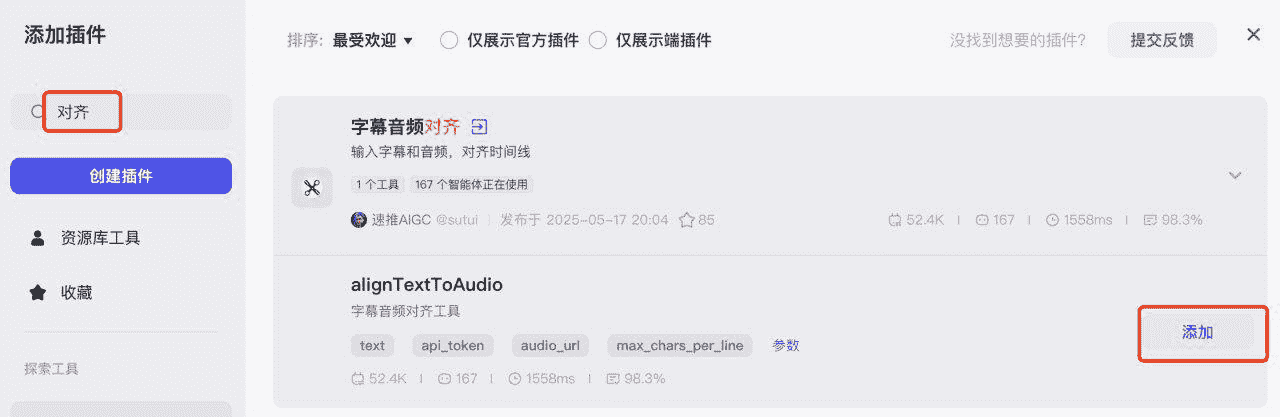 添加插件
对齐
创建插件
资源库工具
收藏
探索工具
排序: 最受欢迎 仅展示官方插件 仅展示端插件 没找到想要的插件? 提交反馈
字幕音频对齐
输入字幕和音频，对齐时间线
1 个工具 167 个智能体正在使用
速推AIGC @sutui 发布于 2025-05-17 20:04 85 52.4K 167 1558ms 98.3%
alignTextToAudio
字幕音频对齐工具
text api_token audio_url max_chars_per_line 参数
52.4K 167 1558ms 98.3%
添加